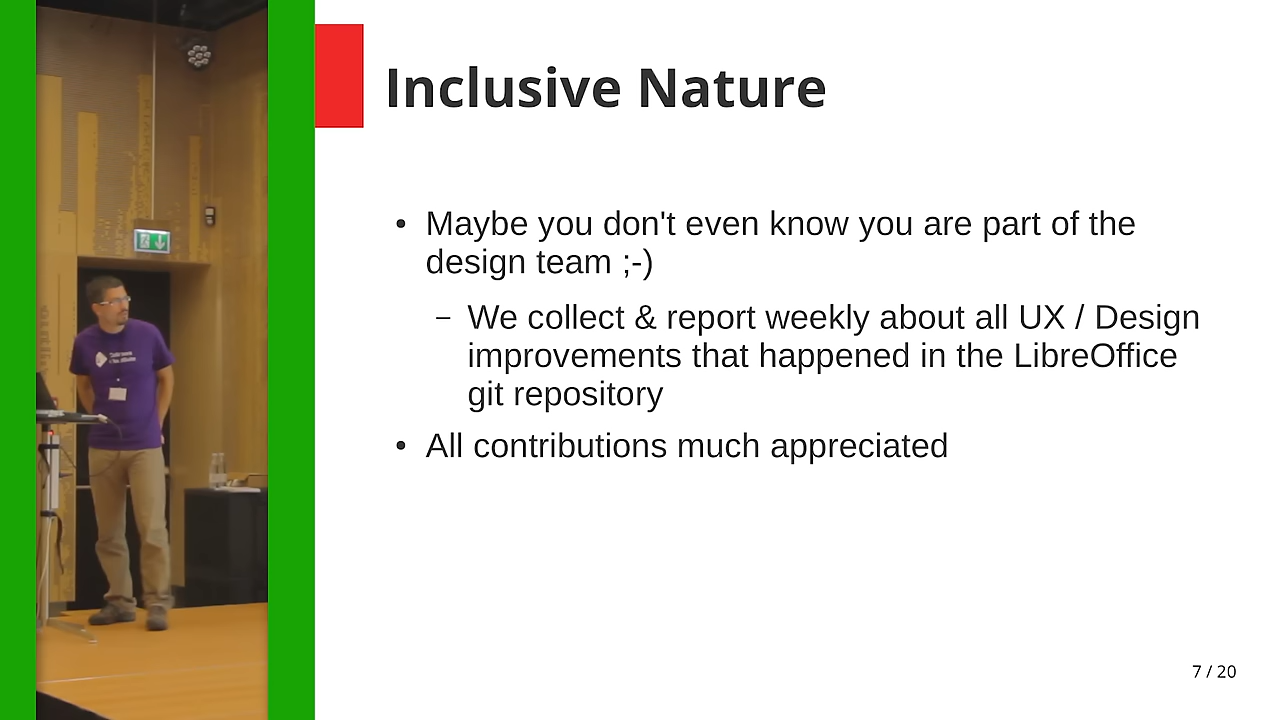 Inclusive Nature
• Maybe you don't even know you are part of the
design team ;-)
– We collect & report weekly about all UX / Design
improvements that happened in the LibreOffice
git repository
• All contributions much appreciated
7 / 20